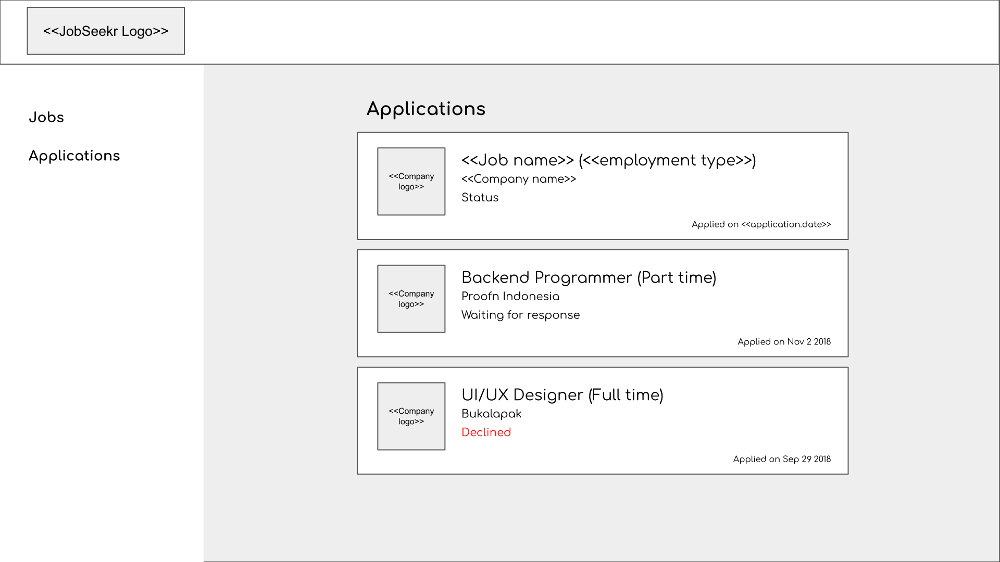 <<JobSeekr Logo>>
Jobs
Applications
Applications
<<Company
logo>>
<<Job name>> (<<employment type>>)
<<Company name>>
Status
Applied on <<application.date>>
<<Company
logo>>
Backend Programmer (Part time)
Proofn Indonesia
Waiting for response
Applied on Nov 2 2018
<<Company
logo>>
UI/UX Designer (Full time)
Bukalapak
Declined
Applied on Sep 29 2018